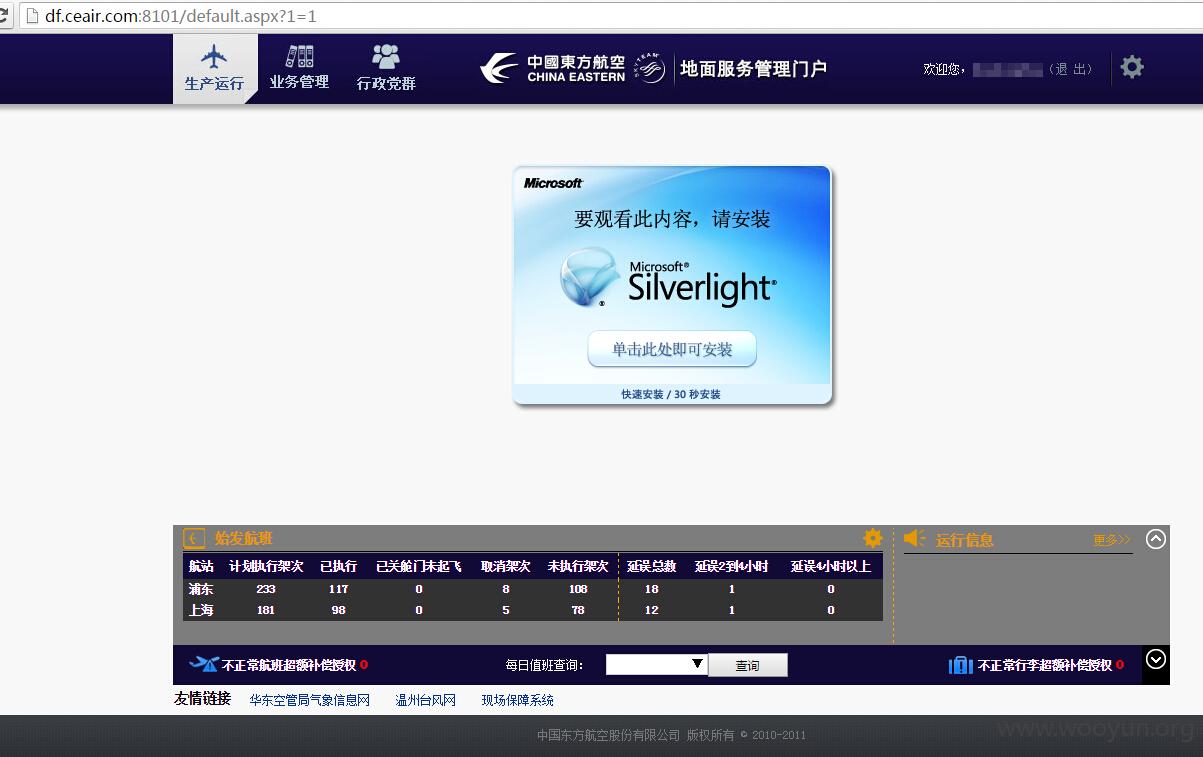 df.ceair.com:8101/default.aspx?1=1
生产运行 业务管理 行政党群 中國東方航空 CHINA EASTERN SKYTEAM 地面服务管理门户 欢迎您, (退 出)
Microsoft
要观看此内容，请安装
Microsoft®
Silverlight®
单击此处即可安装
快速安装 / 30 秒安装
始发航班 运行信息 更多>>
航站 计划执行架次 已执行 已关舱门未起飞 取消架次 未执行架次 延误总数 延误2到4小时 延误4小时以上
浦东 233 117 0 8 108 18 1 0
上海 181 98 0 5 78 12 1 0
不正常航班超额补偿授权 0 每日值班查询: 查询 不正常行李超额补偿授权 0
友情链接 华东空管局气象信息网 温州台风网 现场保障系统
中国东方航空股份有限公司 版权所有 © 2010-2011
www.wooyun.org